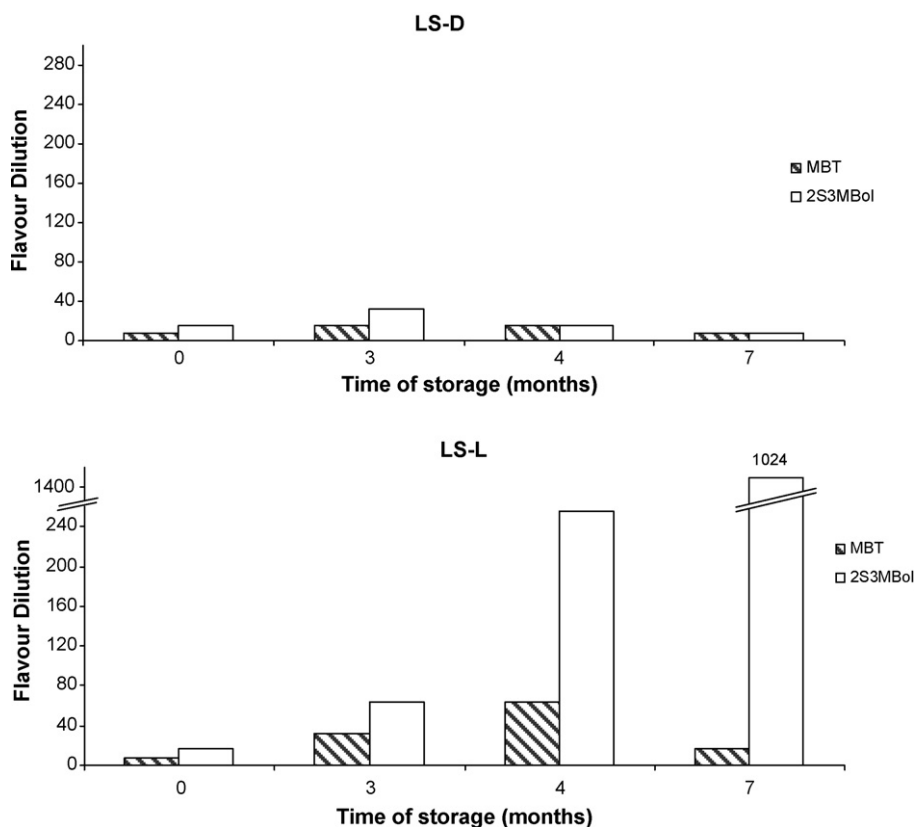 LS-D
280
240
200
160
120
80
40
0
Flavour Dilution
MBT
2S3MBol
0 3 4 7
Time of storage (months)
LS-L
1024
1400
240
200
160
120
80
40
0
Flavour Dilution
MBT
2S3MBol
0 3 4 7
Time of storage (months)